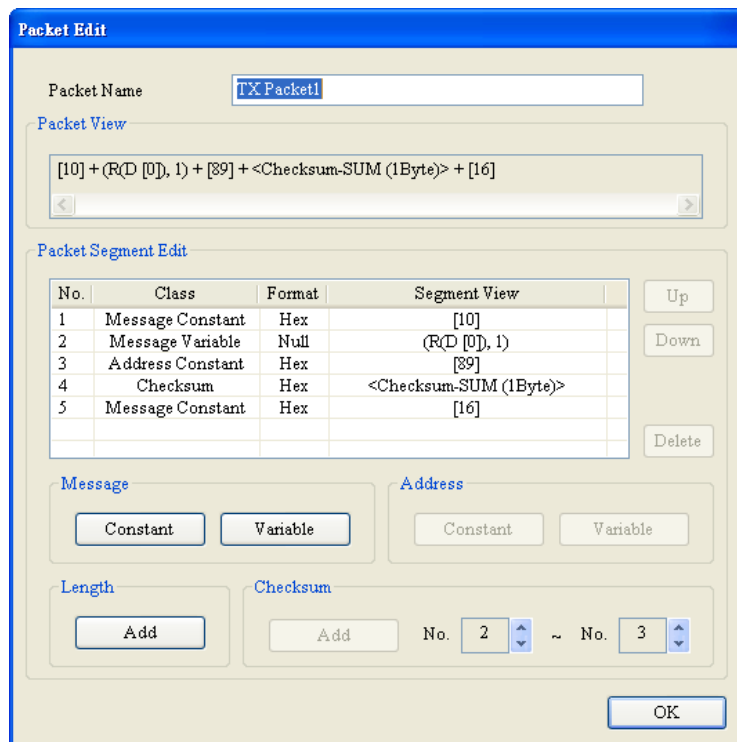 Packet Edit
Packet Name TX Packet1
Packet View
[10] + (R(D [0]), 1) + [89] + <Checksum-SUM (1Byte)> + [16]
Packet Segment Edit
No. Class Format Segment View
1 Message Constant Hex [10]
2 Message Variable Null (R(D [0]), 1)
3 Address Constant Hex [89]
4 Checksum Hex <Checksum-SUM (1Byte)>
5 Message Constant Hex [16]
Up
Down
Delete
Message
Constant Variable
Address
Constant Variable
Length
Add
Checksum
Add No. 2 ~ No. 3
OK